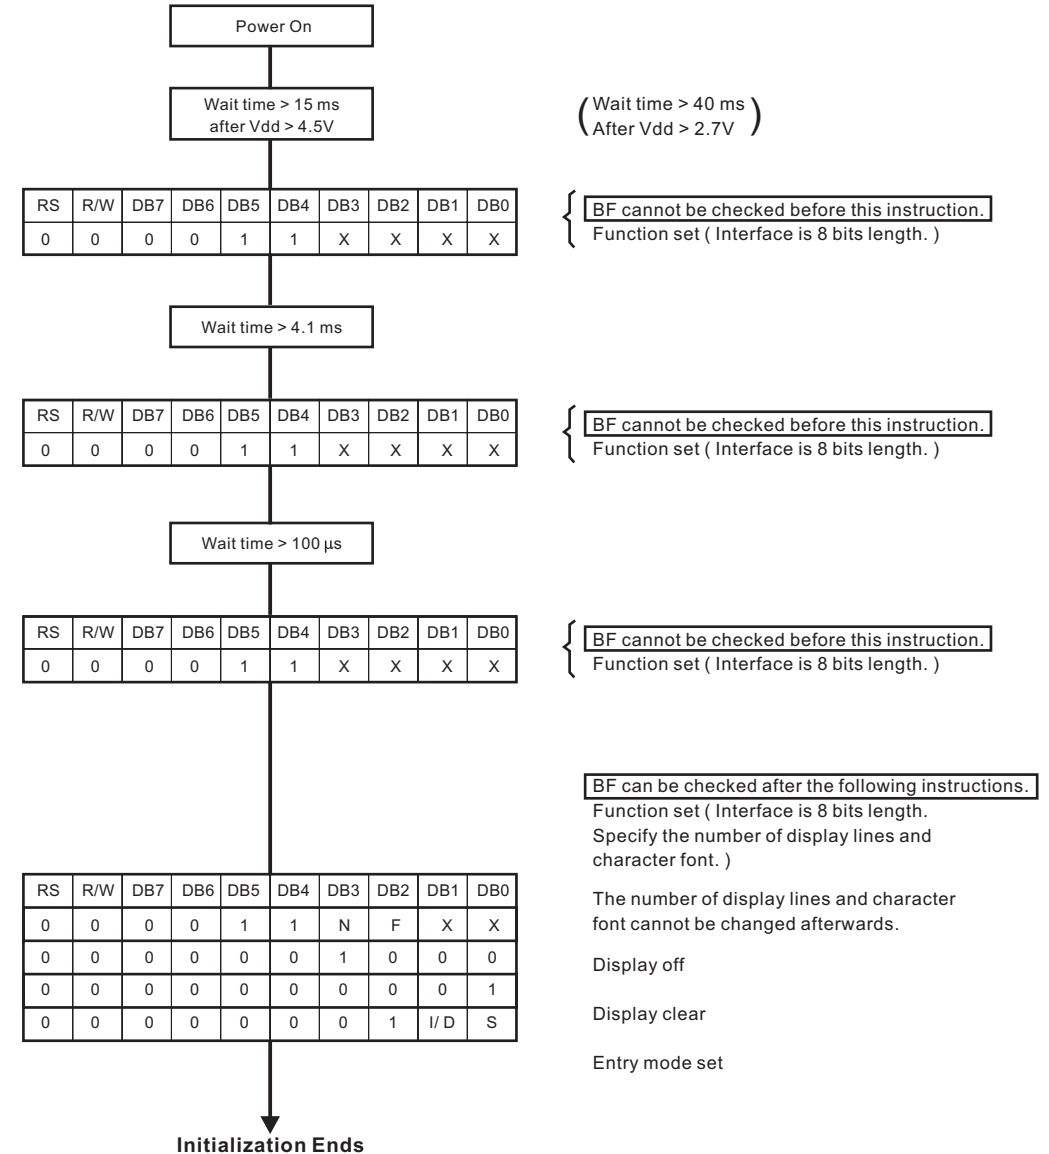 Power On
Wait time > 15 ms
after Vdd > 4.5V
(Wait time > 40 ms
After Vdd > 2.7V)
RS R/W DB7 DB6 DB5 DB4 DB3 DB2 DB1 DB0
0 0 0 0 1 1 X X X X
BF cannot be checked before this instruction.
Function set ( Interface is 8 bits length. )
Wait time > 4.1 ms
RS R/W DB7 DB6 DB5 DB4 DB3 DB2 DB1 DB0
0 0 0 0 1 1 X X X X
BF cannot be checked before this instruction.
Function set ( Interface is 8 bits length. )
Wait time > 100 µs
RS R/W DB7 DB6 DB5 DB4 DB3 DB2 DB1 DB0
0 0 0 0 1 1 X X X X
BF cannot be checked before this instruction.
Function set ( Interface is 8 bits length. )
BF can be checked after the following instructions.
Function set ( Interface is 8 bits length.
Specify the number of display lines and
character font. )
RS R/W DB7 DB6 DB5 DB4 DB3 DB2 DB1 DB0
0 0 0 0 1 1 N F X X
0 0 0 0 0 0 1 0 0 0
0 0 0 0 0 0 0 0 0 1
0 0 0 0 0 0 0 1 I/D S
The number of display lines and character
font cannot be changed afterwards.
Display off
Display clear
Entry mode set
Initialization Ends